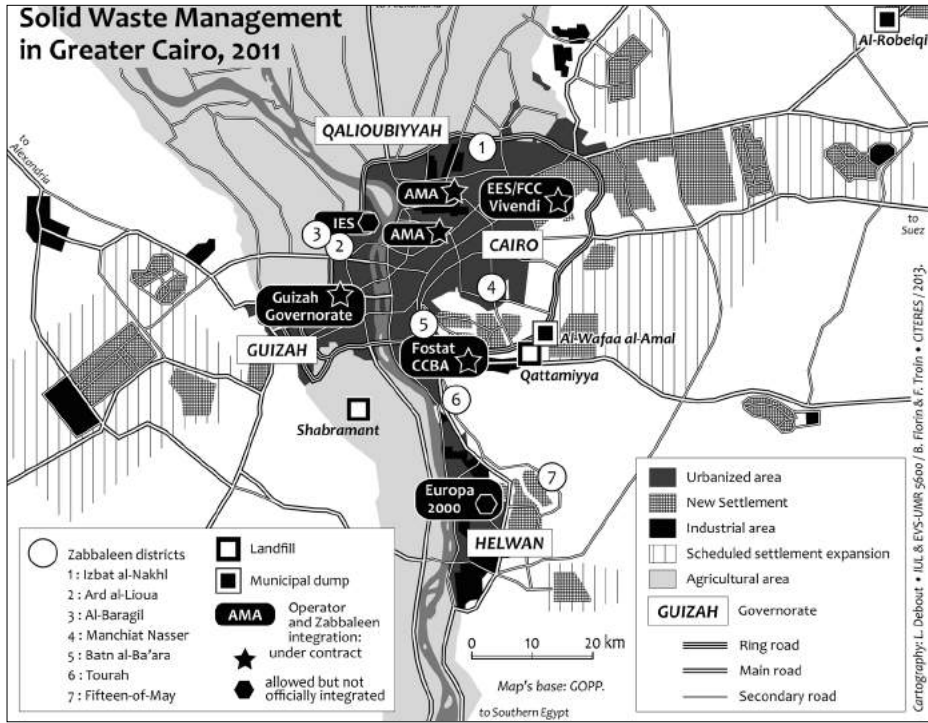 Solid Waste Management
in Greater Cairo, 2011
Al-Robeiqi
to
Alexandria
QALIOUBIYYAH
1
AMA
EES/FCC
Vivendi
IES
AMA
3
2
CAIRO
to
Suez
4
Guizah
Governorate
5
Al-Wafaa al-Amal
GUIZAH
Fostat
CCBA
Qattamiyya
6
Shabramant
7
Europa
2000
HELWAN
Zabbaleen districts
1 : Izbat al-Nakhl
2 : Ard al-Lioua
3 : Al-Baragil
4 : Manchiat Nasser
5 : Batn al-Ba'ara
6 : Tourah
7 : Fifteen-of-May
Landfill
Municipal dump
AMA
Operator
and Zabbaleen
integration:
under contract
allowed but not
officially integrated
0 10 20 km
Map's base: GOPP.
to Southern Egypt
Urbanized area
New Settlement
Industrial area
Scheduled settlement expansion
Agricultural area
GUIZAH Governorate
Ring road
Main road
Secondary road
Cartography: L. Debout • IUL & EVS-UMR 5600 / B. Florin & F. Troin • CITERES / 2013.